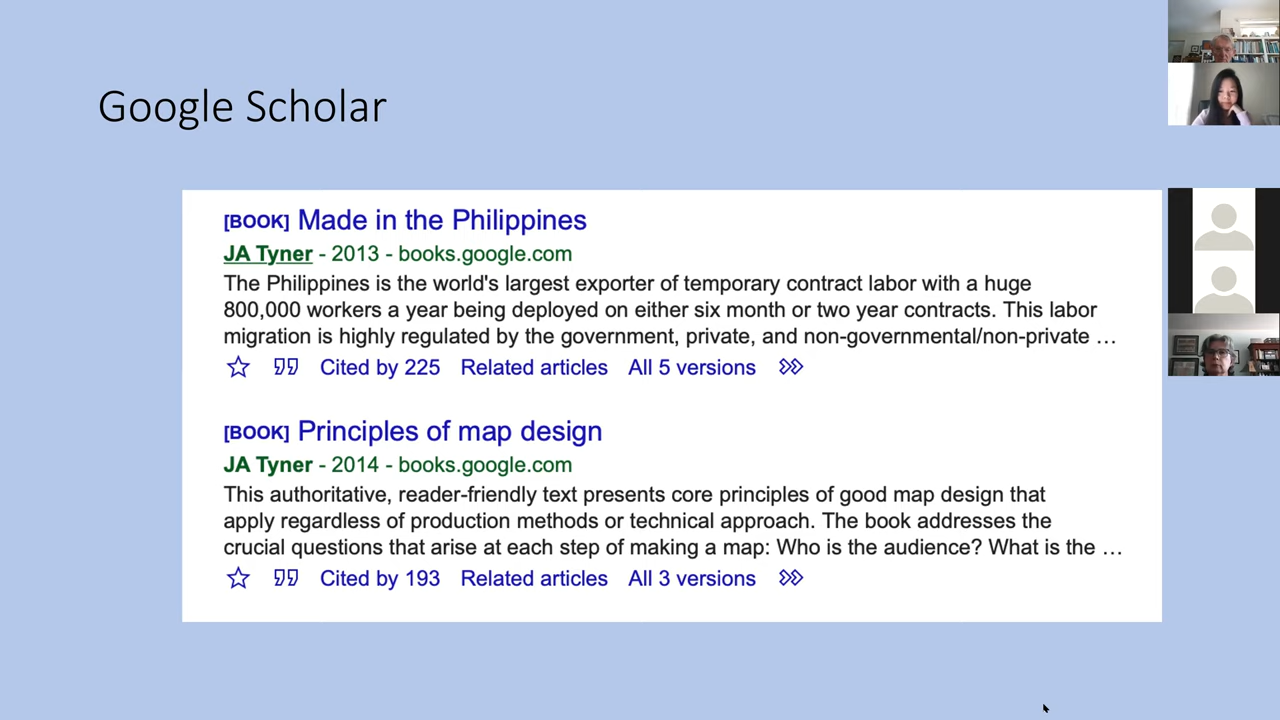 Google Scholar
[BOOK] Made in the Philippines
JA Tyner - 2013 - books.google.com
The Philippines is the world's largest exporter of temporary contract labor with a huge
800,000 workers a year being deployed on either six month or two year contracts. This labor
migration is highly regulated by the government, private, and non-governmental/non-private ...
Cited by 225 Related articles All 5 versions
[BOOK] Principles of map design
JA Tyner - 2014 - books.google.com
This authoritative, reader-friendly text presents core principles of good map design that
apply regardless of production methods or technical approach. The book addresses the
crucial questions that arise at each step of making a map: Who is the audience? What is the ...
Cited by 193 Related articles All 3 versions